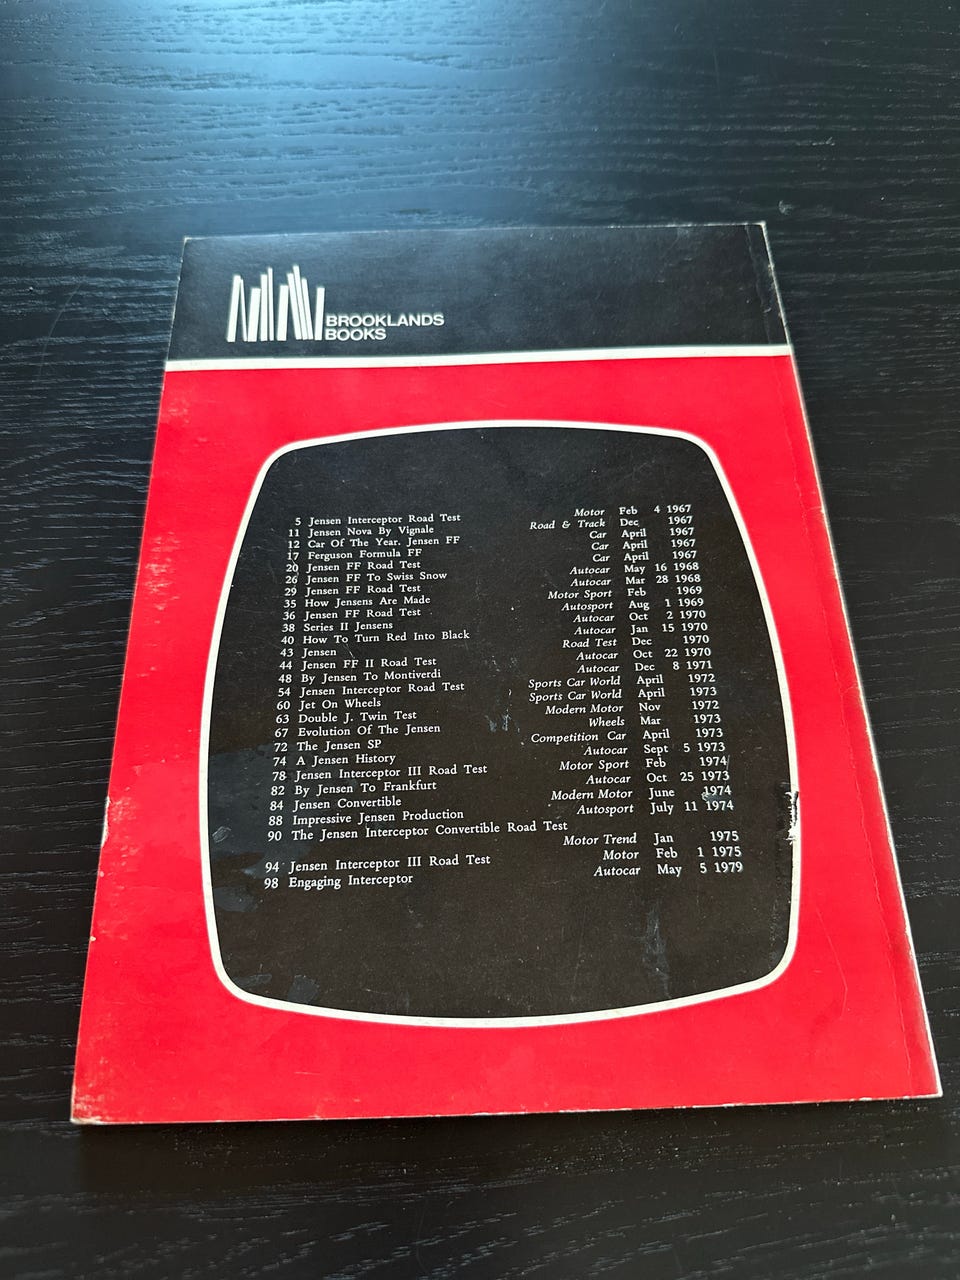 BROOKLANDS
BOOKS
5 Jensen Interceptor Road Test Motor Feb 4 1967
11 Jensen Nova By Vignale Road & Track Dec 1967
12 Car Of The Year. Jensen FF Car April 1967
17 Ferguson Formula FF Car April 1967
20 Jensen FF Road Test Car April 1967
26 Jensen FF To Swiss Snow Autocar May 16 1968
29 Jensen FF Road Test Autocar Mar 28 1968
35 How Jensens Are Made Motor Sport Feb 1969
36 Jensen FF Road Test Autosport Aug 1 1969
38 Series II Jensens Autocar Oct 2 1970
40 How To Turn Red Into Black Autocar Jan 15 1970
43 Jensen Road Test Dec 1970
44 Jensen FF II Road Test Autocar Oct 22 1970
48 By Jensen To Montiverdi Autocar Dec 8 1971
54 Jensen Interceptor Road Test Sports Car World April 1972
60 Jet On Wheels Sports Car World April 1973
63 Double J. Twin Test Modern Motor Nov 1972
67 Evolution Of The Jensen Wheels Mar 1973
72 The Jensen SP Competition Car April 1973
74 A Jensen History Autocar Sept 5 1973
78 Jensen Interceptor III Road Test Motor Sport Feb 1974
82 By Jensen To Frankfurt Autocar Oct 25 1973
84 Jensen Convertible Modern Motor June 1974
88 Impressive Jensen Production Autosport July 11 1974
90 The Jensen Interceptor Convertible Road Test
Motor Trend Jan 1975
94 Jensen Interceptor III Road Test Motor Feb 1 1975
98 Engaging Interceptor Autocar May 5 1979